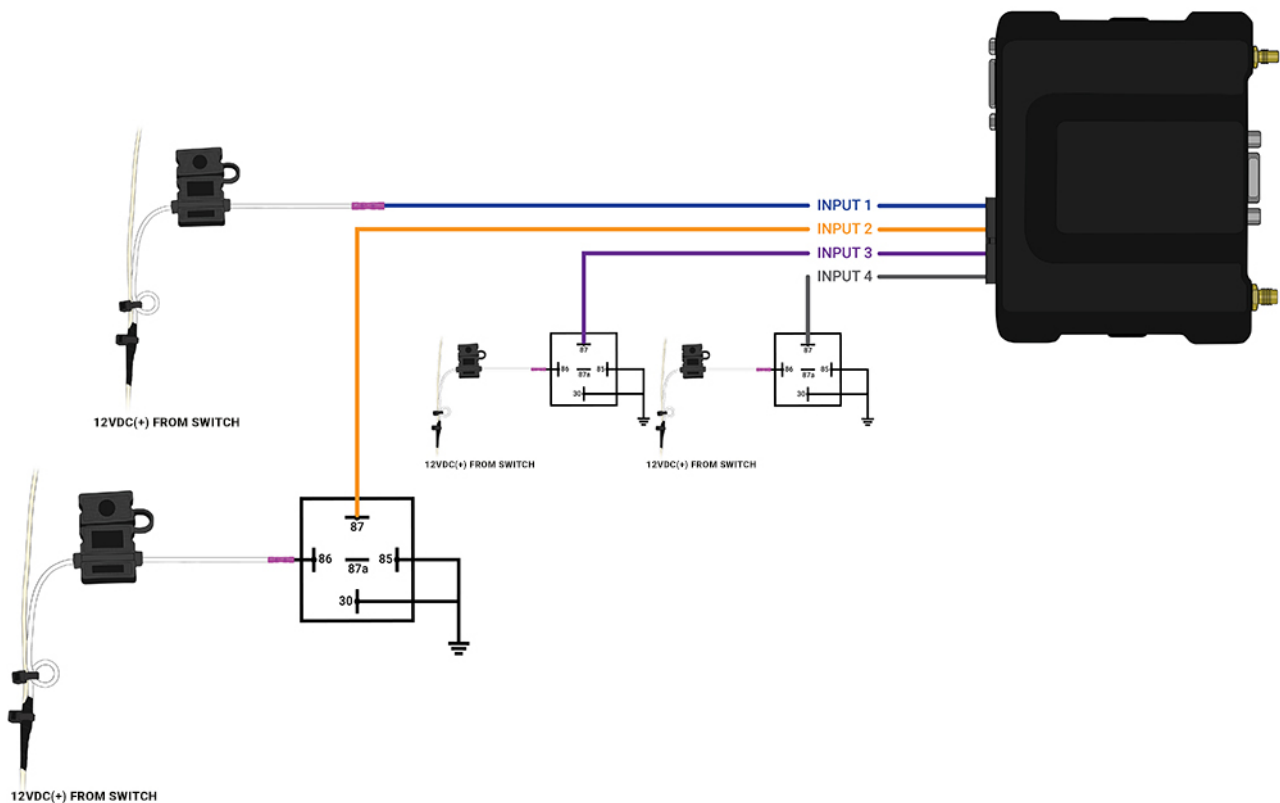 INPUT 1
INPUT 2
INPUT 3
INPUT 4
87
86
87a
85
30
12VDC(+) FROM SWITCH
87
86
87a
85
30
12VDC(+) FROM SWITCH
12VDC(+) FROM SWITCH
87
86
87a
85
30
12VDC(+) FROM SWITCH